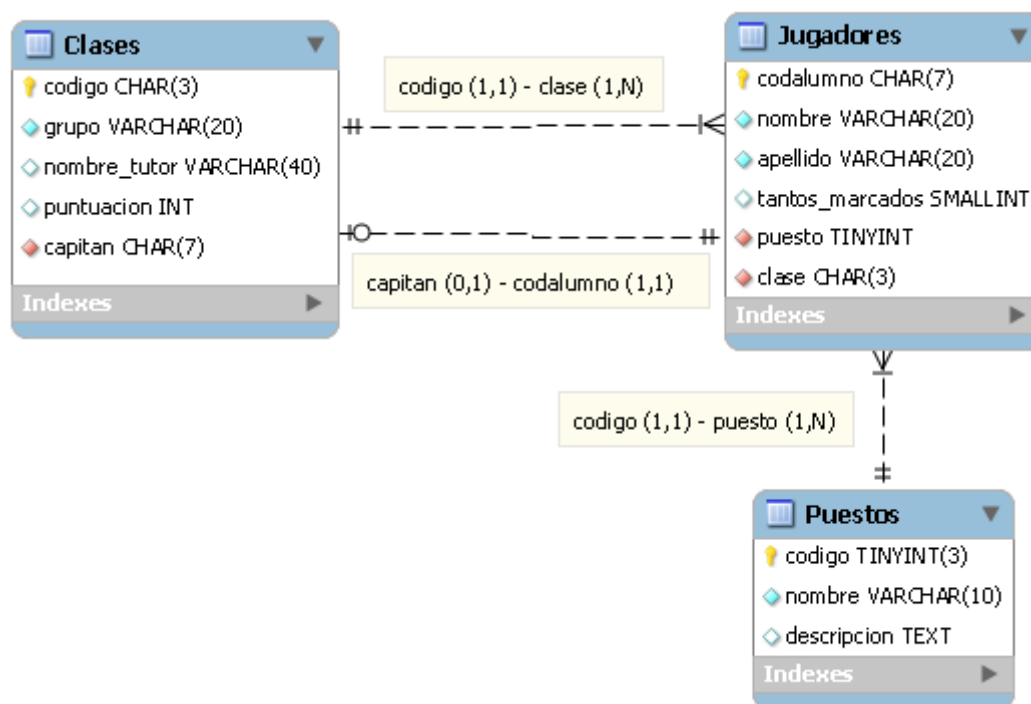 Clases
codigo CHAR(3)
grupo VARCHAR(20)
nombre_tutor VARCHAR(40)
puntuacion INT
capitan CHAR(7)
Indexes
codigo (1,1) - clase (1,N)
capitan (0,1) - codalumno (1,1)
Jugadores
codalumno CHAR(7)
nombre VARCHAR(20)
apellido VARCHAR(20)
tantos_marcados SMALLINT
puesto TINYINT
clase CHAR(3)
Indexes
codigo (1,1) - puesto (1,N)
Puestos
codigo TINYINT(3)
nombre VARCHAR(10)
descripcion TEXT
Indexes